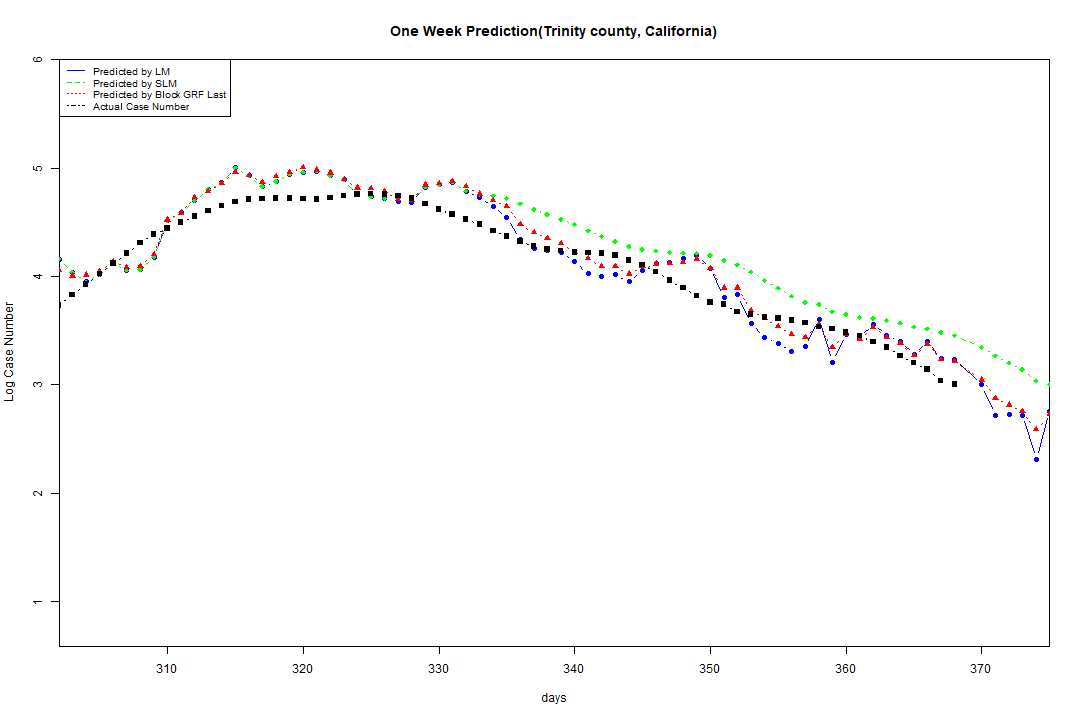 One Week Prediction(Trinity county, California)
Predicted by LM
Predicted by SLM
Predicted by Block GRF Last
Actual Case Number
6
5
4
3
2
1
Log Case Number
310 320 330 340 350 360 370
days